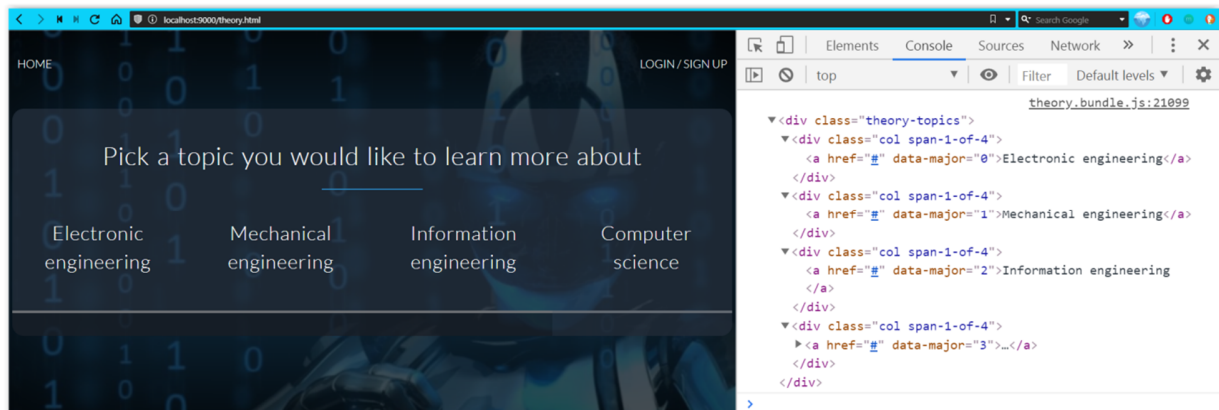 localhost:9000/theory.html
Search Google
HOME
LOGIN / SIGN UP
Pick a topic you would like to learn more about
Electronic engineering
Mechanical engineering
Information engineering
Computer science
Elements Console Sources Network »
top Filter Default levels ▼
theory.bundle.js:21099
▼<div class="theory-topics">
▼<div class="col span-1-of-4">
<a href="#" data-major="0">Electronic engineering</a>
</div>
▼<div class="col span-1-of-4">
<a href="#" data-major="1">Mechanical engineering</a>
</div>
▼<div class="col span-1-of-4">
<a href="#" data-major="2">Information engineering
</a>
</div>
▼<div class="col span-1-of-4">
▶<a href="#" data-major="3">…</a>
</div>
</div>
>